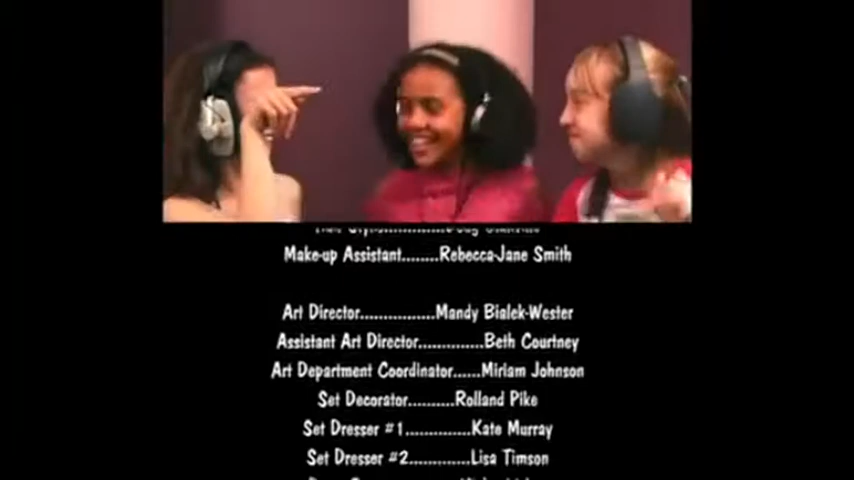 Make-up Assistant........Rebecca-Jane Smith
Art Director................Mandy Bialek-Wester
Assistant Art Director..............Beth Courtney
Art Department Coordinator......Miriam Johnson
Set Decorator..........Rolland Pike
Set Dresser #1..............Kate Murray
Set Dresser #2.............Lisa Timson